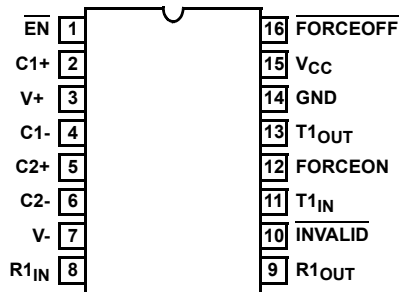 EN 1 16 FORCEOFF
C1+ 2 15 VCC
V+ 3 14 GND
C1- 4 13 T1OUT
C2+ 5 12 FORCEON
C2- 6 11 T1IN
V- 7 10 INVALID
R1IN 8 9 R1OUT